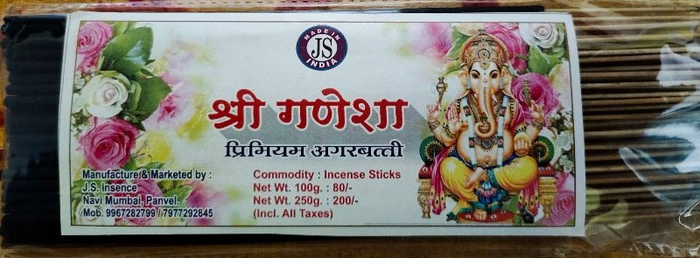 MADE IN
JS
INDIA
श्री गणेशा
प्रिमियम अगरबत्ती
Manufacture & Marketed by :
J.S. Insence
Navi Mumbai, Panvel.
Mob. 9967282799 / 7977292845
Commodity : Incense Sticks
Net Wt. 100g. : 80/-
Net Wt. 250g. : 200/-
(Incl. All Taxes)